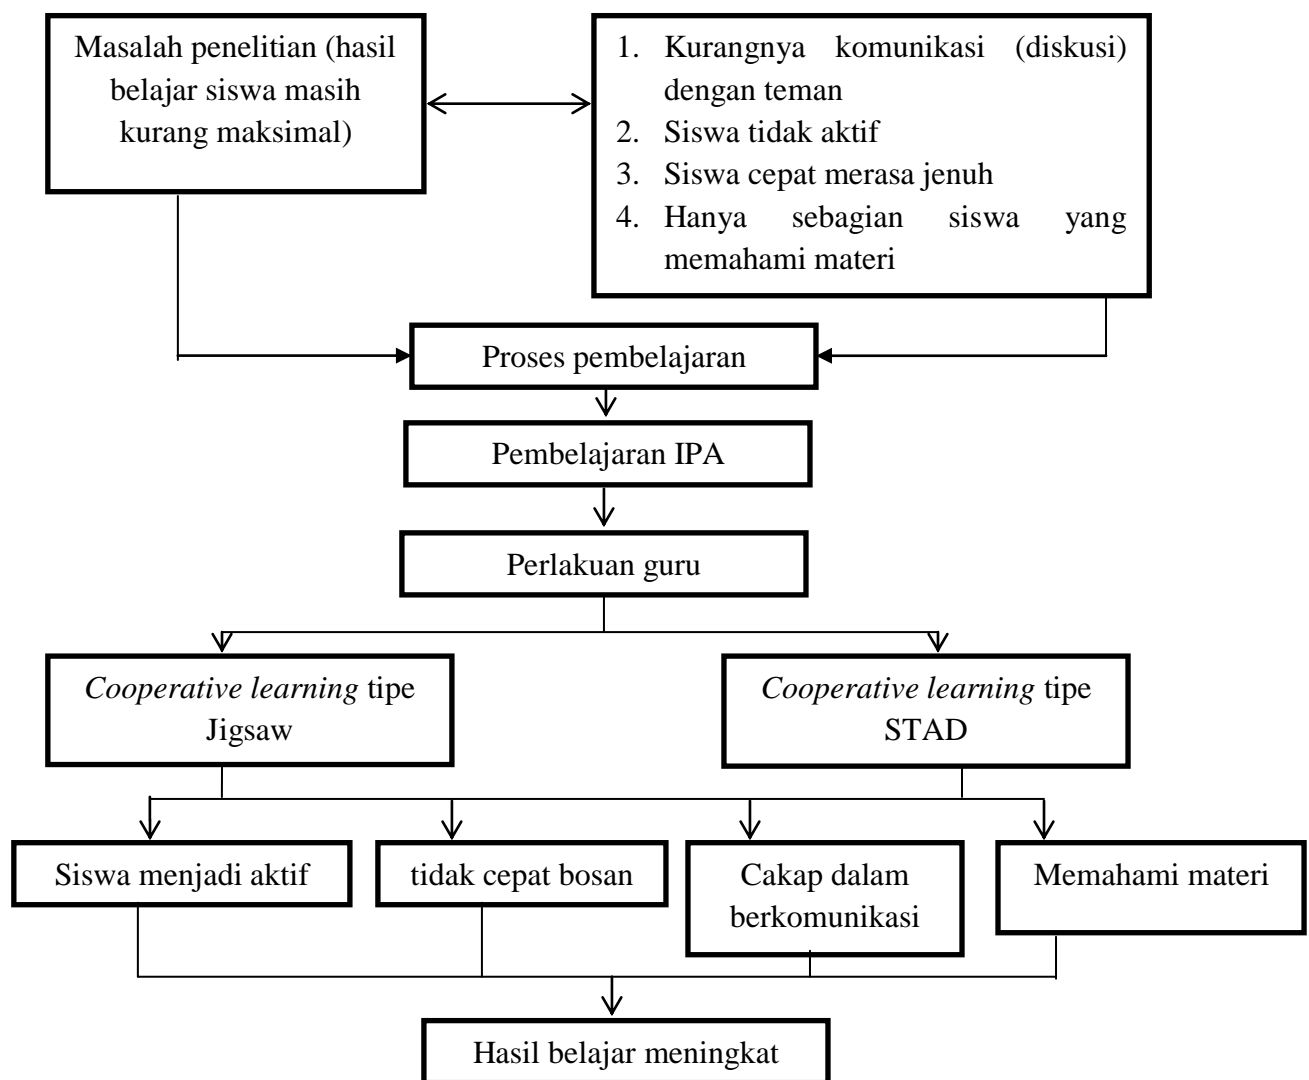 Masalah penelitian (hasil
belajar siswa masih
kurang maksimal)
1. Kurangnya komunikasi (diskusi)
dengan teman
2. Siswa tidak aktif
3. Siswa cepat merasa jenuh
4. Hanya sebagian siswa yang
memahami materi
Proses pembelajaran
Pembelajaran IPA
Perlakuan guru
Cooperative learning tipe
Jigsaw
Cooperative learning tipe
STAD
Siswa menjadi aktif
tidak cepat bosan
Cakap dalam
berkomunikasi
Memahami materi
Hasil belajar meningkat